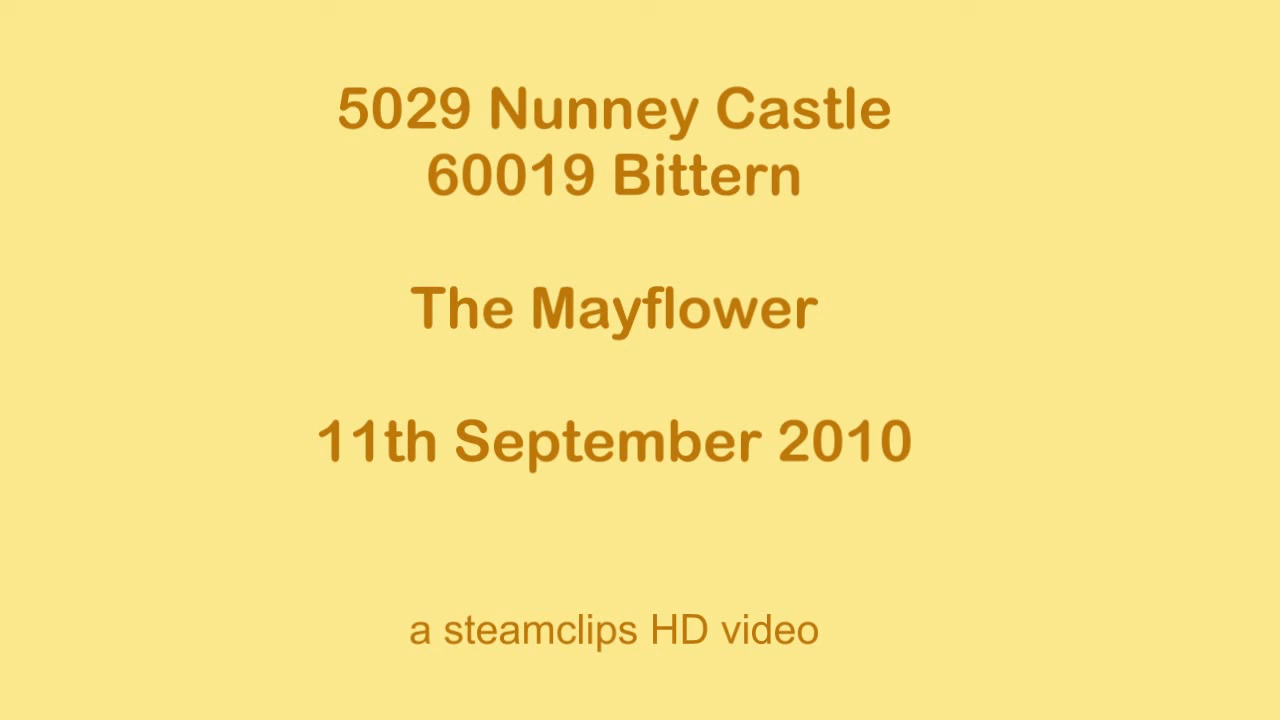 5029 Nunney Castle
60019 Bittern
The Mayflower
11th September 2010
a steamclips HD video